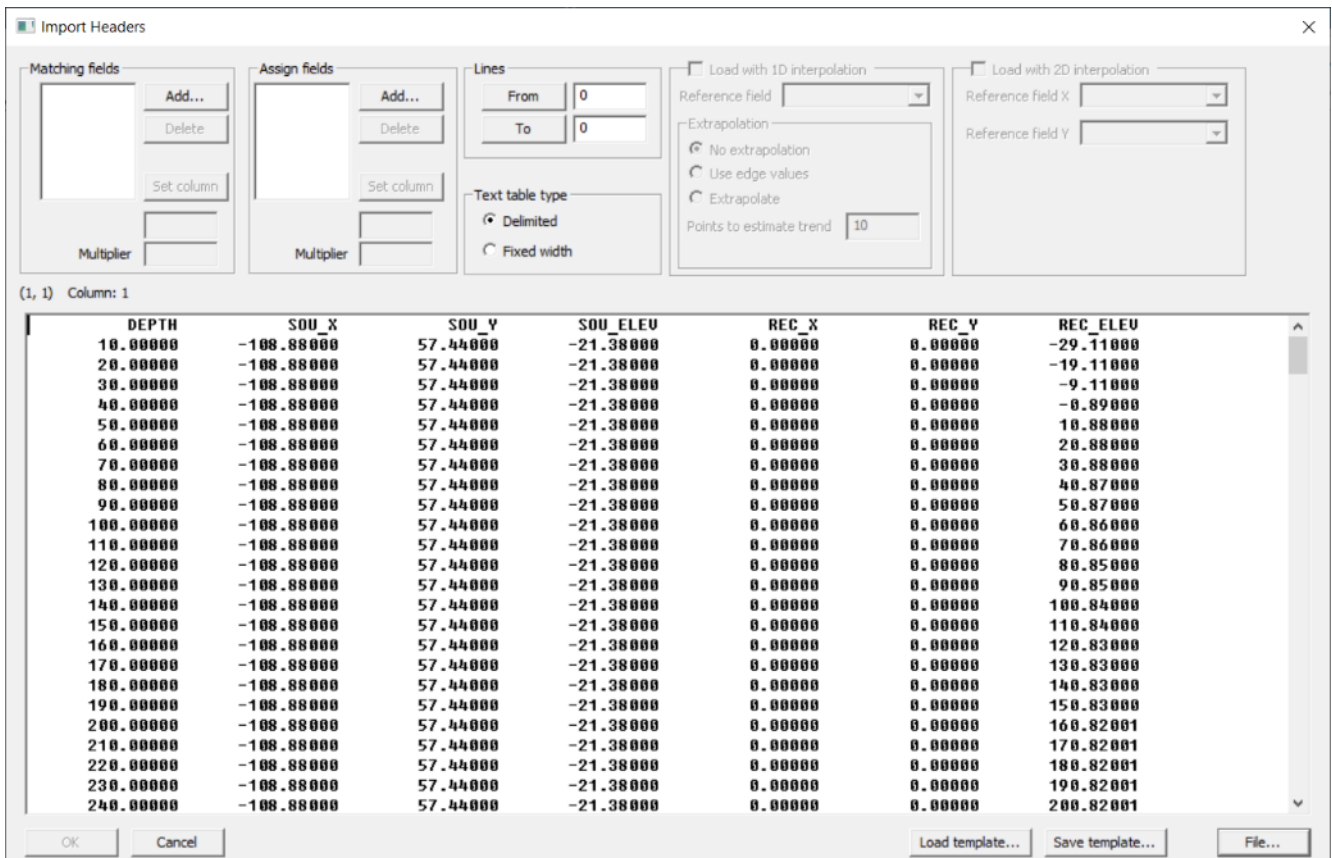 Import Headers
Matching fields
Add...
Delete
Set column
Multiplier
Assign fields
Add...
Delete
Set column
Multiplier
Lines
From 0
To 0
Text table type
Delimited
Fixed width
Load with 1D interpolation
Reference field
Extrapolation
No extrapolation
Use edge values
Extrapolate
Points to estimate trend 10
Load with 2D interpolation
Reference field X
Reference field Y
(1, 1) Column: 1
DEPTH SOU_X SOU_Y SOU_ELEV REC_X REC_Y REC_ELEV
10.00000 -108.88000 57.44000 -21.38000 0.00000 0.00000 -29.11000
20.00000 -108.88000 57.44000 -21.38000 0.00000 0.00000 -19.11000
30.00000 -108.88000 57.44000 -21.38000 0.00000 0.00000 -9.11000
40.00000 -108.88000 57.44000 -21.38000 0.00000 0.00000 -0.89000
50.00000 -108.88000 57.44000 -21.38000 0.00000 0.00000 10.88000
60.00000 -108.88000 57.44000 -21.38000 0.00000 0.00000 20.88000
70.00000 -108.88000 57.44000 -21.38000 0.00000 0.00000 30.88000
80.00000 -108.88000 57.44000 -21.38000 0.00000 0.00000 40.87000
90.00000 -108.88000 57.44000 -21.38000 0.00000 0.00000 50.87000
100.00000 -108.88000 57.44000 -21.38000 0.00000 0.00000 60.86000
110.00000 -108.88000 57.44000 -21.38000 0.00000 0.00000 70.86000
120.00000 -108.88000 57.44000 -21.38000 0.00000 0.00000 80.85000
130.00000 -108.88000 57.44000 -21.38000 0.00000 0.00000 90.85000
140.00000 -108.88000 57.44000 -21.38000 0.00000 0.00000 100.84000
150.00000 -108.88000 57.44000 -21.38000 0.00000 0.00000 110.84000
160.00000 -108.88000 57.44000 -21.38000 0.00000 0.00000 120.83000
170.00000 -108.88000 57.44000 -21.38000 0.00000 0.00000 130.83000
180.00000 -108.88000 57.44000 -21.38000 0.00000 0.00000 140.83000
190.00000 -108.88000 57.44000 -21.38000 0.00000 0.00000 150.83000
200.00000 -108.88000 57.44000 -21.38000 0.00000 0.00000 160.82001
210.00000 -108.88000 57.44000 -21.38000 0.00000 0.00000 170.82001
220.00000 -108.88000 57.44000 -21.38000 0.00000 0.00000 180.82001
230.00000 -108.88000 57.44000 -21.38000 0.00000 0.00000 190.82001
240.00000 -108.88000 57.44000 -21.38000 0.00000 0.00000 200.82001
OK Cancel Load template... Save template... File...